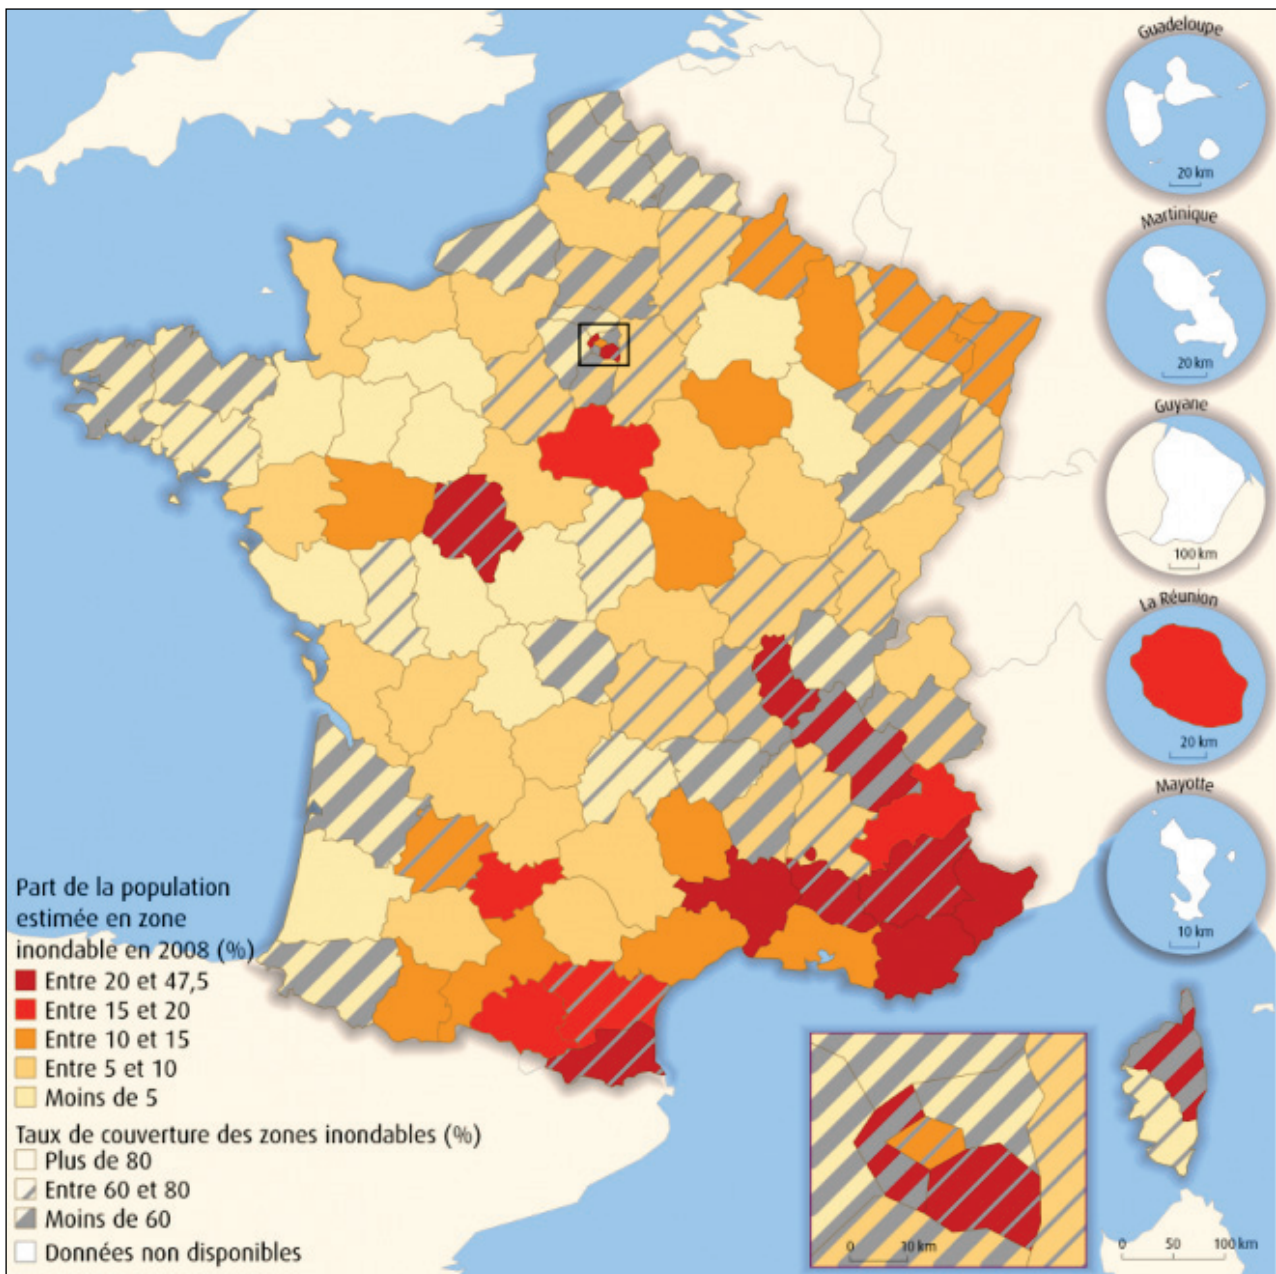 Guadeloupe
20 km
Martinique
20 km
Guyane
100 km
La Réunion
20 km
Mayotte
10 km
Part de la population
estimée en zone
inondable en 2008 (%)
Entre 20 et 47,5
Entre 15 et 20
Entre 10 et 15
Entre 5 et 10
Moins de 5
Taux de couverture des zones inondables (%)
Plus de 80
Entre 60 et 80
Moins de 60
Données non disponibles
0 10 km
0 50 100 km